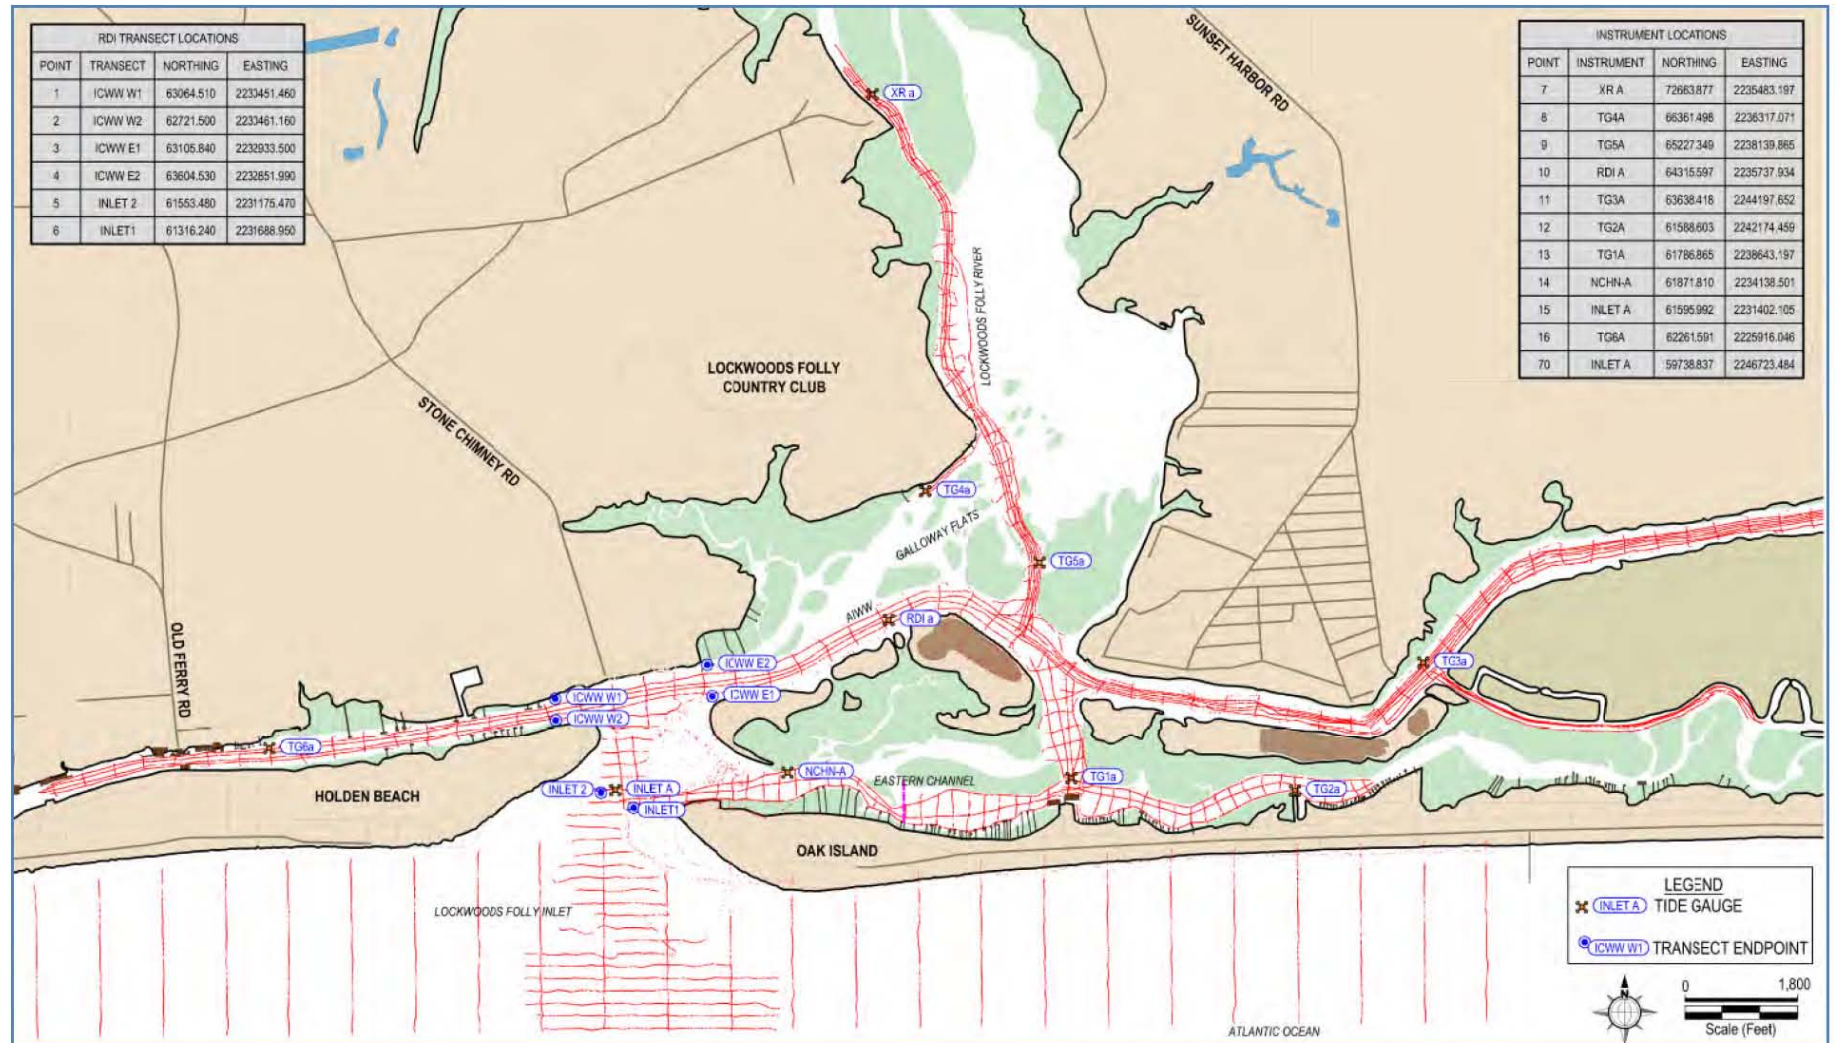 RDI TRANSECT LOCATIONS
POINT TRANSECT NORTHING EASTING
1 ICWW W1 63064.510 2233451.460
2 ICWW W2 62721.500 2233461.160
3 ICWW E1 63105.840 2232933.500
4 ICWW E2 63604.530 2232851.990
5 INLET 2 61553.480 2231175.470
6 INLET1 61316.240 2231688.950
INSTRUMENT LOCATIONS
POINT INSTRUMENT NORTHING EASTING
7 XR A 72663.877 2235483.197
8 TG4A 66361.498 2236317.071
9 TG5A 65227.349 2238139.865
10 RDI A 64315.597 2235737.934
11 TG3A 63638.418 2244197.652
12 TG2A 61588.603 2242174.459
13 TG1A 61786.865 2238643.197
14 NCHN-A 61871.810 2234138.501
15 INLET A 61595.992 2231402.105
16 TG6A 62261.591 2225916.046
70 INLET A 59738.837 2246723.484
SUNSET HARBOR RD
XR a
LOCKWOODS FOLLY RIVER
LOCKWOODS FOLLY
COUNTRY CLUB
STONE CHIMNEY RD
TG4a
GALLOWAY FLATS
TG5a
AIWW
RDI a
OLD FERRY RD
ICWW E2
TG3a
ICWW W1
ICWW E1
ICWW W2
TG6a
NCHN-A
EASTERN CHANNEL
TG1a
INLET 2
INLET A
TG2a
HOLDEN BEACH
INLET1
OAK ISLAND
LOCKWOODS FOLLY INLET
LEGEND
INLET A TIDE GAUGE
ICWW W1 TRANSECT ENDPOINT
N
0 1,800
Scale (Feet)
ATLANTIC OCEAN